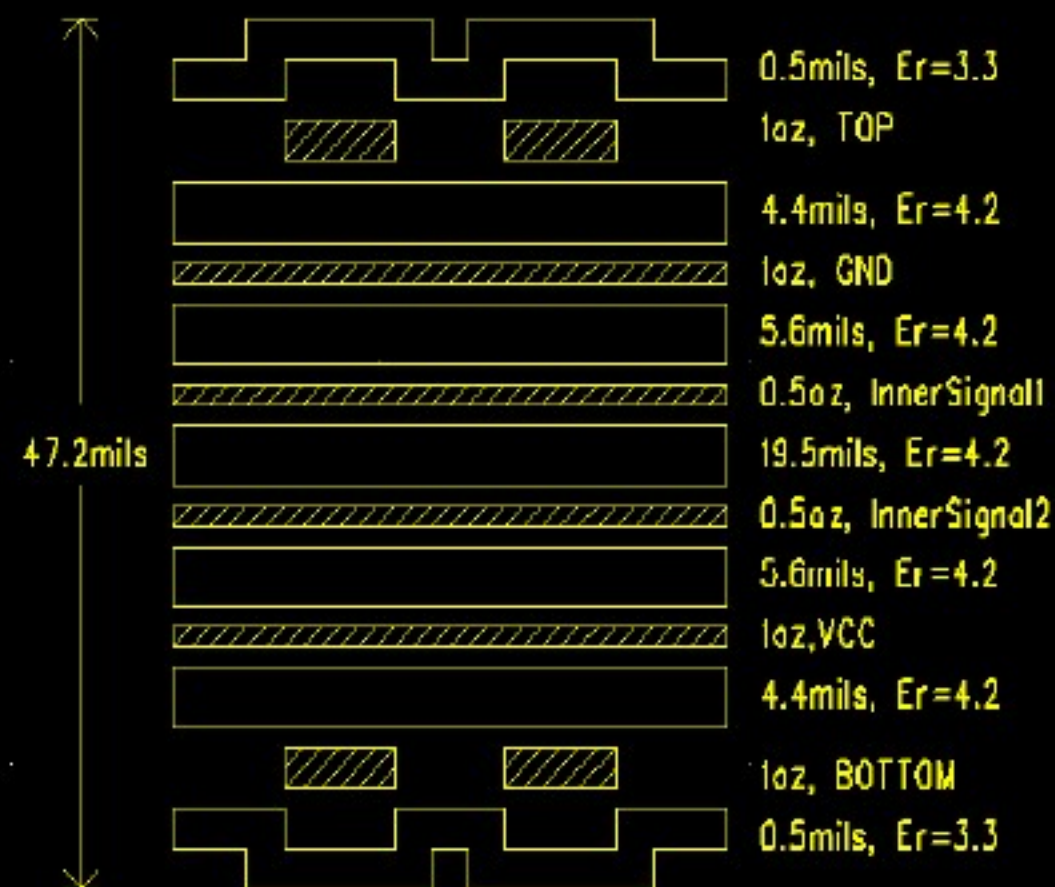 0.5mils, Er=3.3
1oz, TOP
4.4mils, Er=4.2
1oz, GND
5.6mils, Er=4.2
0.5oz, InnerSignal1
47.2mils
19.5mils, Er=4.2
0.5oz, InnerSignal2
5.6mils, Er=4.2
1oz,VCC
4.4mils, Er=4.2
1oz, BOTTOM
0.5mils, Er=3.3